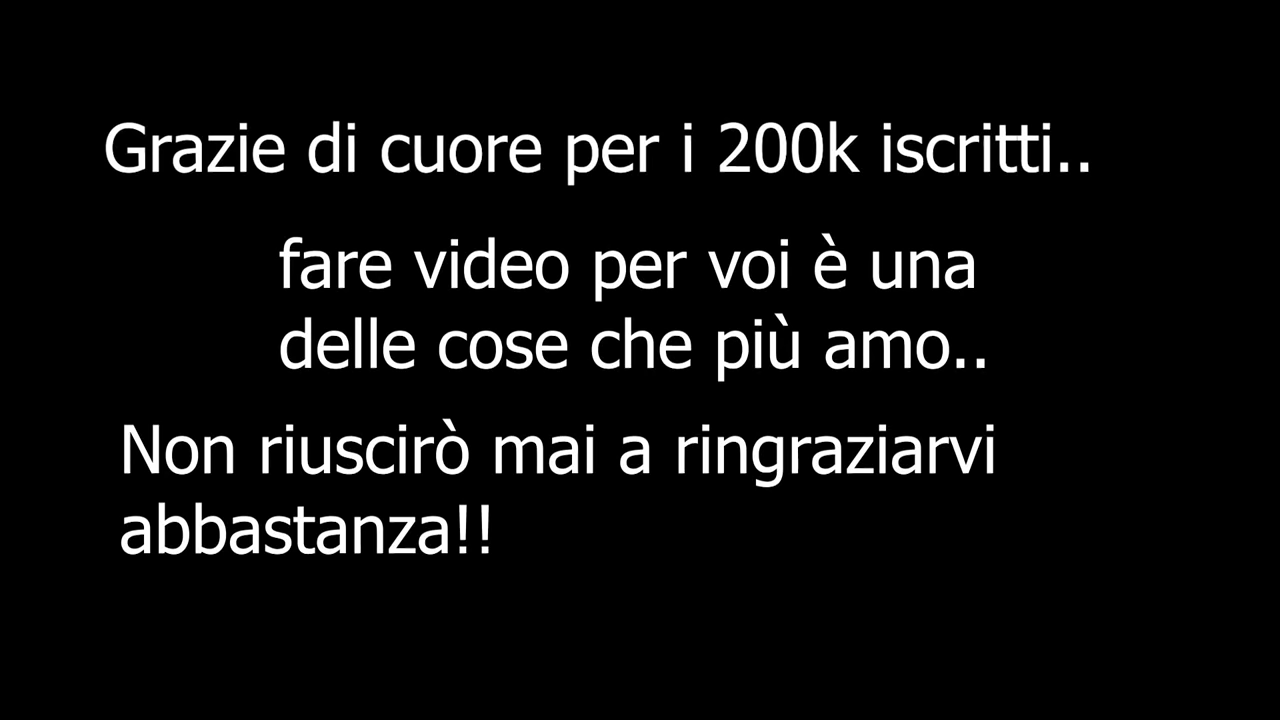 Grazie di cuore per i 200k iscritti..
fare video per voi è una
delle cose che più amo..
Non riuscirò mai a ringraziarvi
abbastanza!!